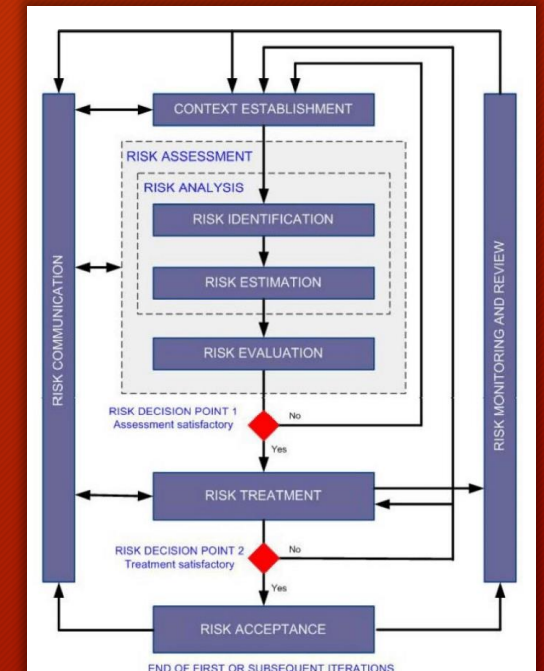 CONTEXT ESTABLISHMENT
RISK ASSESSMENT
RISK ANALYSIS
RISK IDENTIFICATION
RISK ESTIMATION
RISK EVALUATION
RISK COMMUNICATION
RISK MONITORING AND REVIEW
RISK DECISION POINT 1
Assessment satisfactory
No
Yes
RISK TREATMENT
RISK DECISION POINT 2
Treatment satisfactory
No
Yes
RISK ACCEPTANCE
END OF FIRST OR SUBSEQUENT ITERATIONS